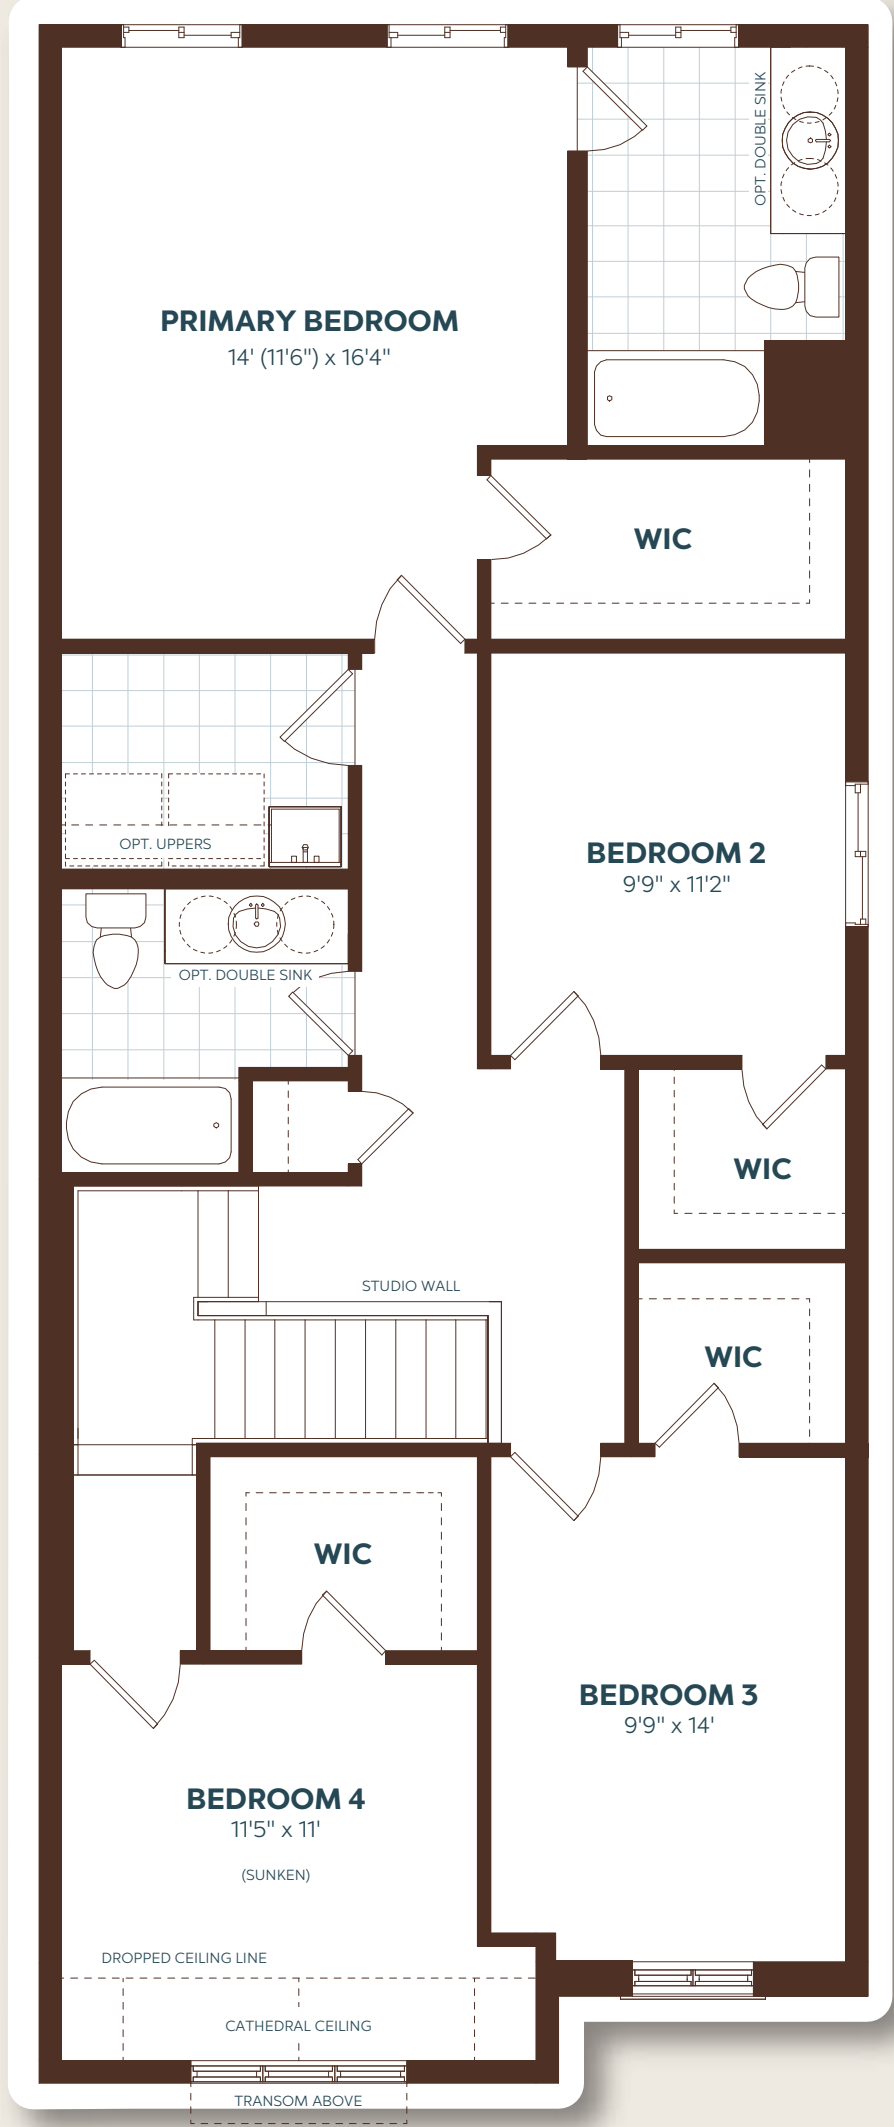 OPT. DOUBLE SINK
PRIMARY BEDROOM
14' (11'6") x 16'4"
WIC
OPT. UPPERS
BEDROOM 2
9'9" x 11'2"
OPT. DOUBLE SINK
WIC
STUDIO WALL
WIC
WIC
BEDROOM 3
9'9" x 14'
BEDROOM 4
11'5" x 11'
(SUNKEN)
DROPPED CEILING LINE
CATHEDRAL CEILING
TRANSOM ABOVE